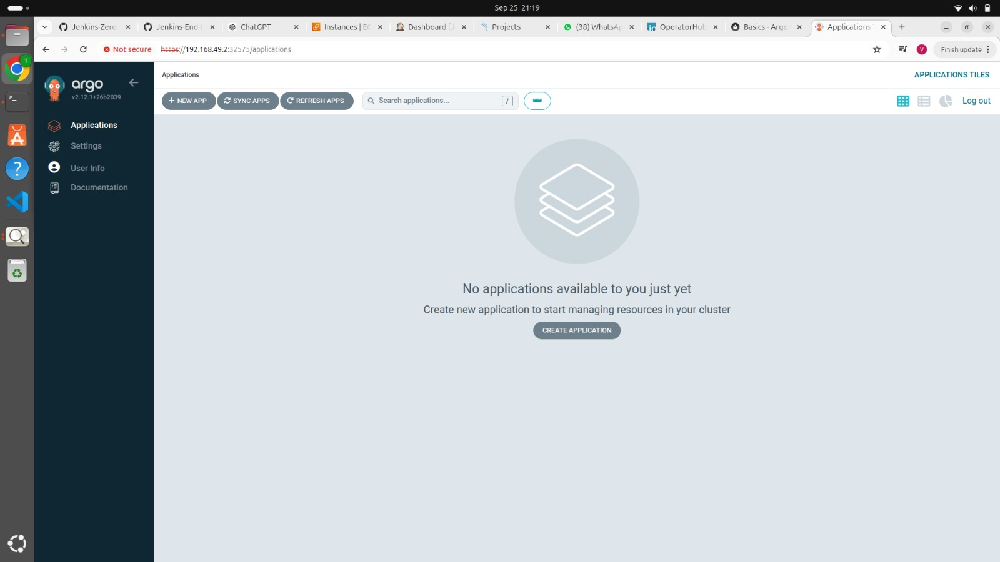 Sep 25 21:19
Jenkins-Zero-
Jenkins-End-t
ChatGPT
Instances | EC
Dashboard [J
Projects
(38) WhatsAp
OperatorHub
Basics - Argo
Applications
Not secure
https://192.168.49.2:32575/applications
V
Finish update
1
argo
v2.12.1+26b2039
Applications
Settings
User Info
Documentation
Applications
APPLICATIONS TILES
+ NEW APP
SYNC APPS
REFRESH APPS
Search applications...
/
Log out
No applications available to you just yet
Create new application to start managing resources in your cluster
CREATE APPLICATION